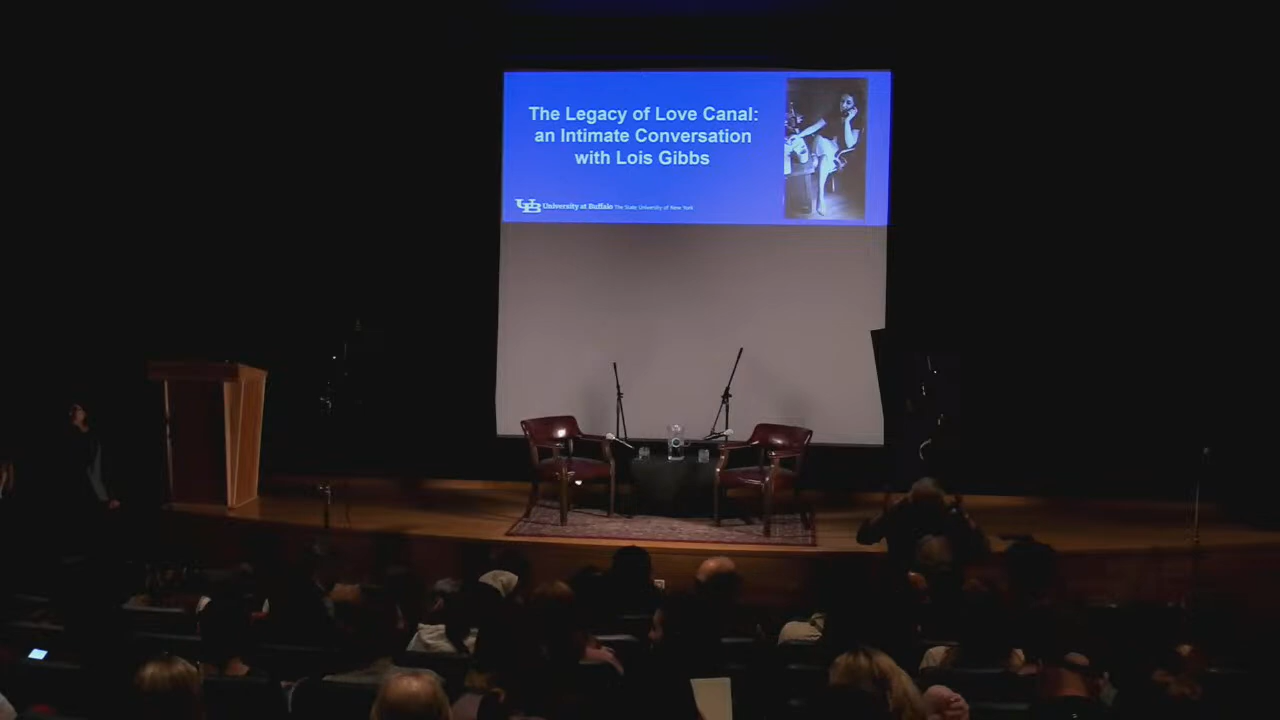 The Legacy of Love Canal:
an Intimate Conversation
with Lois Gibbs
UB University at Buffalo The State University of New York